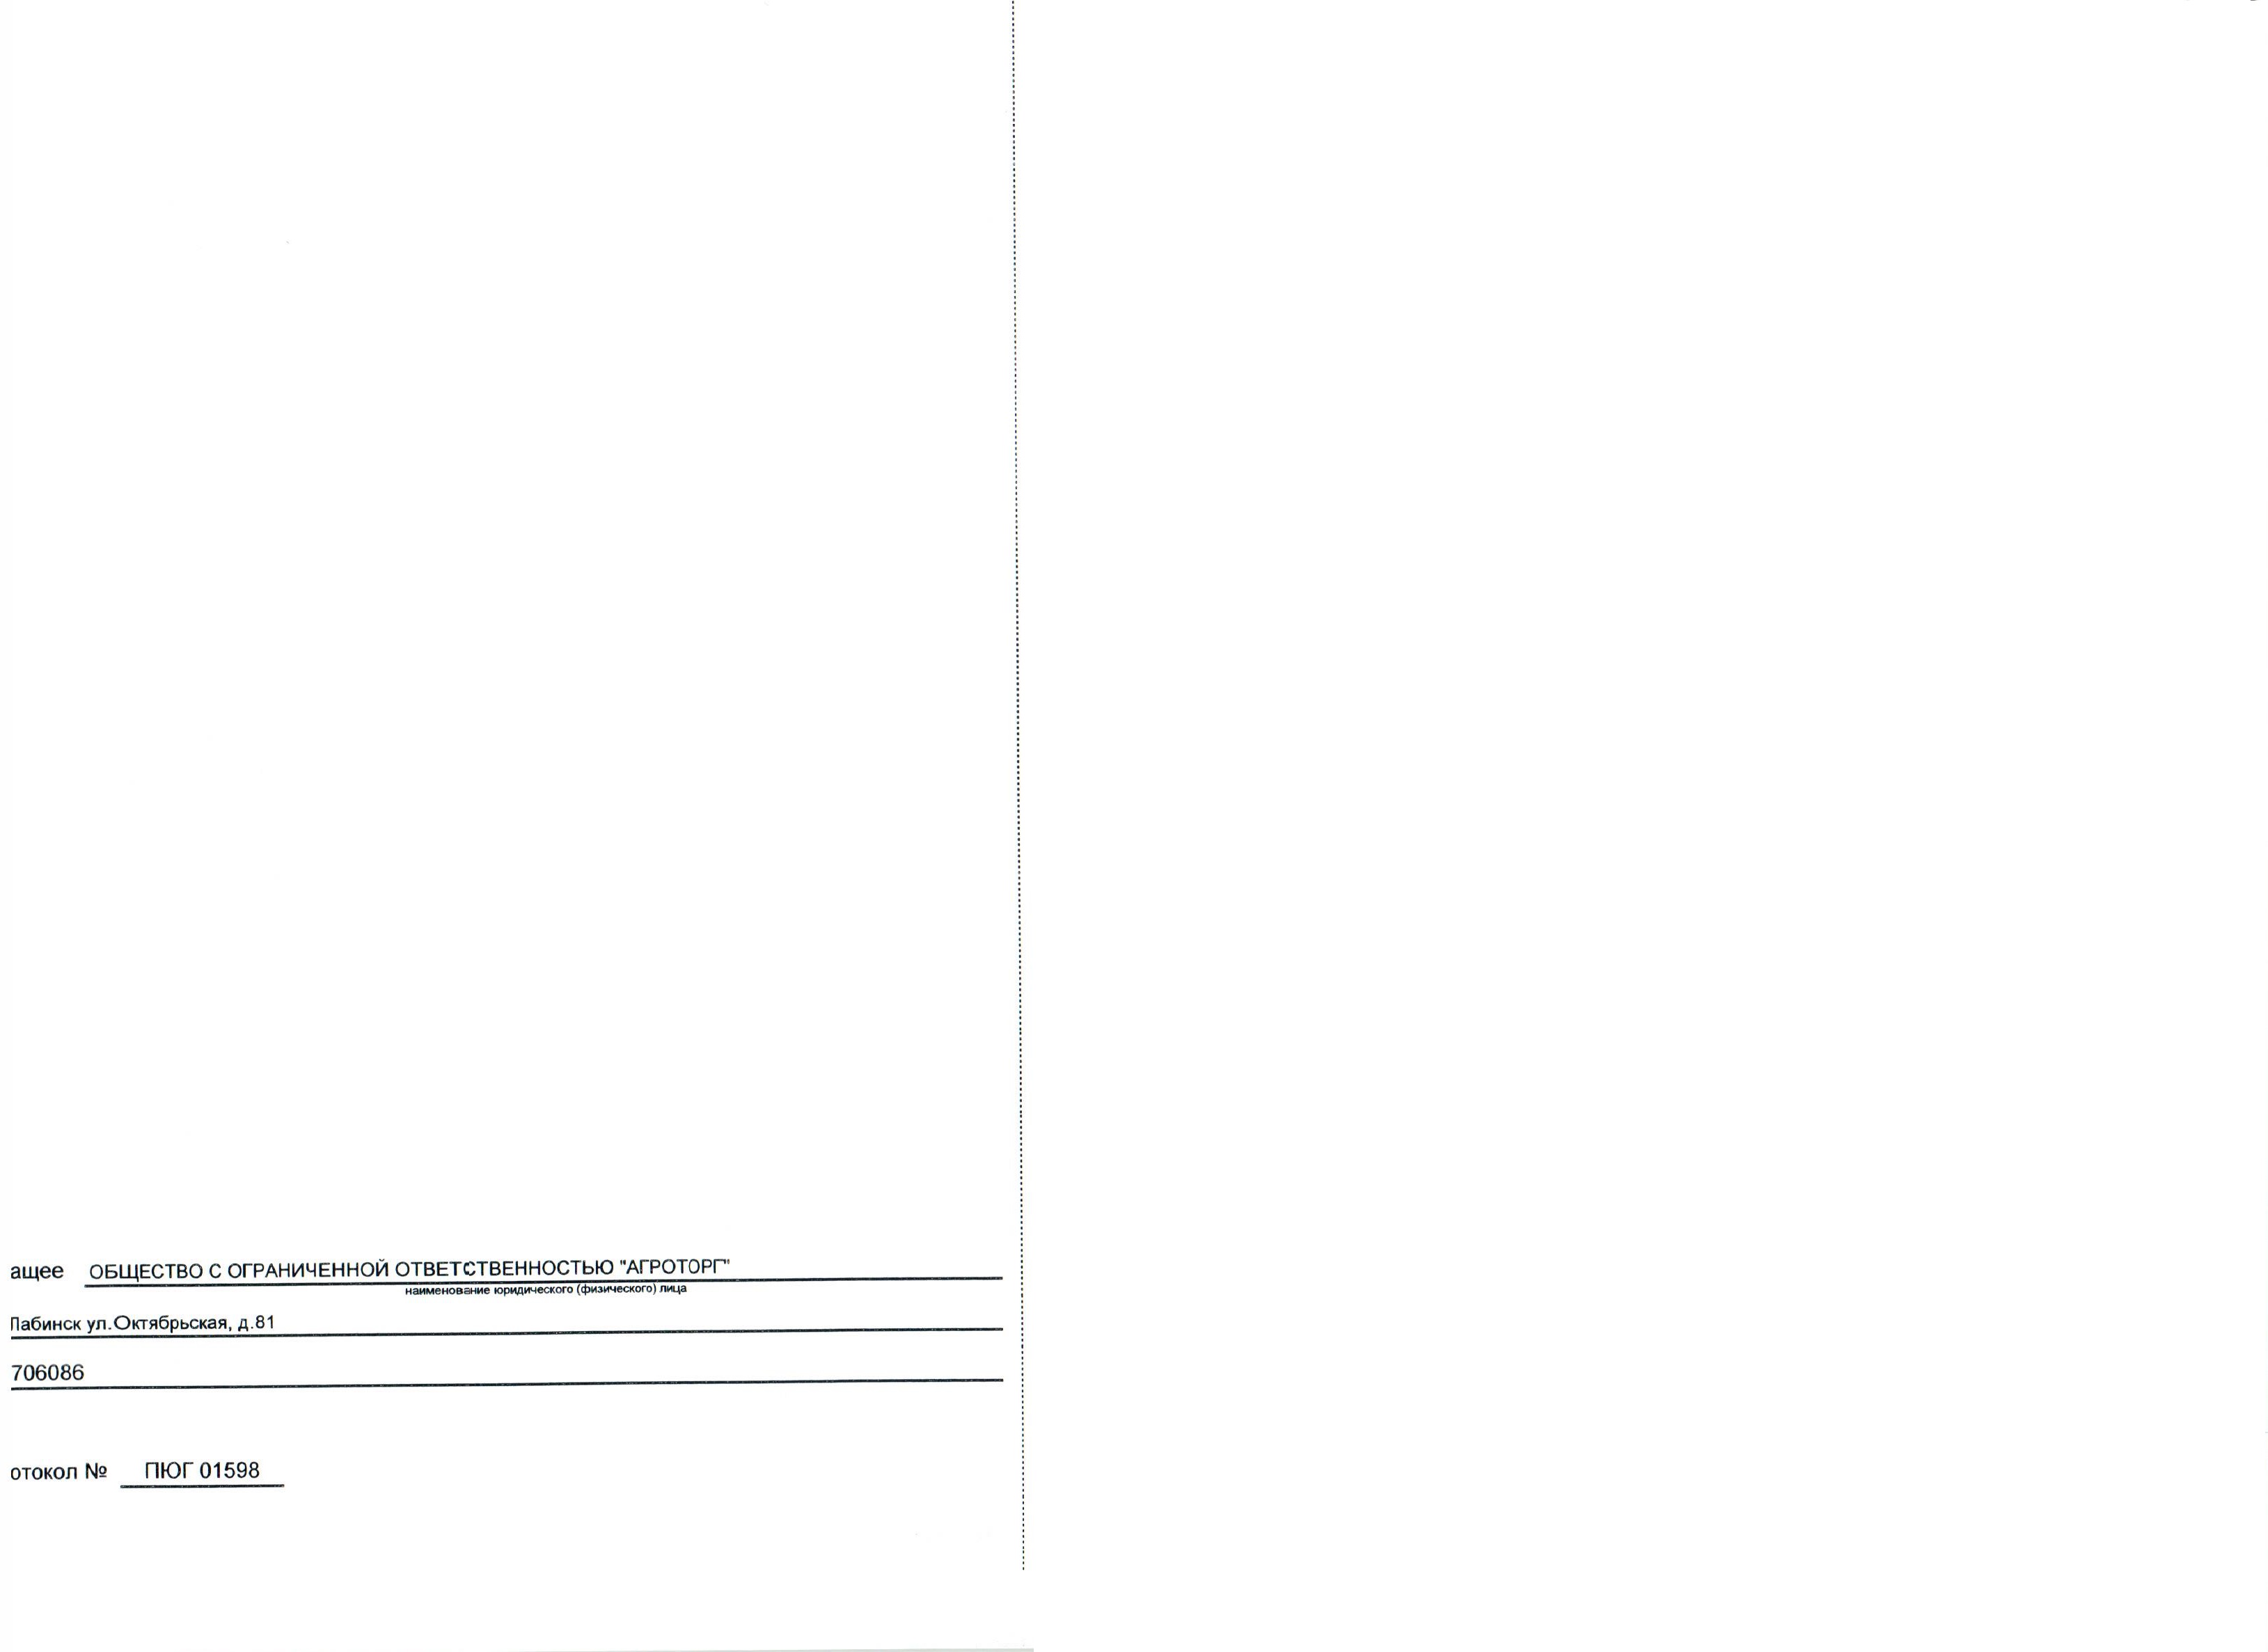 ащее ОБЩЕСТВО С ОГРАНИЧЕННОЙ ОТВЕТСТВЕННОСТЬЮ "АГРОТОРГ"
наименование юридического (физического) лица
Лабинск ул.Октябрьская, д.81
706086
отокол № ПЮГ 01598